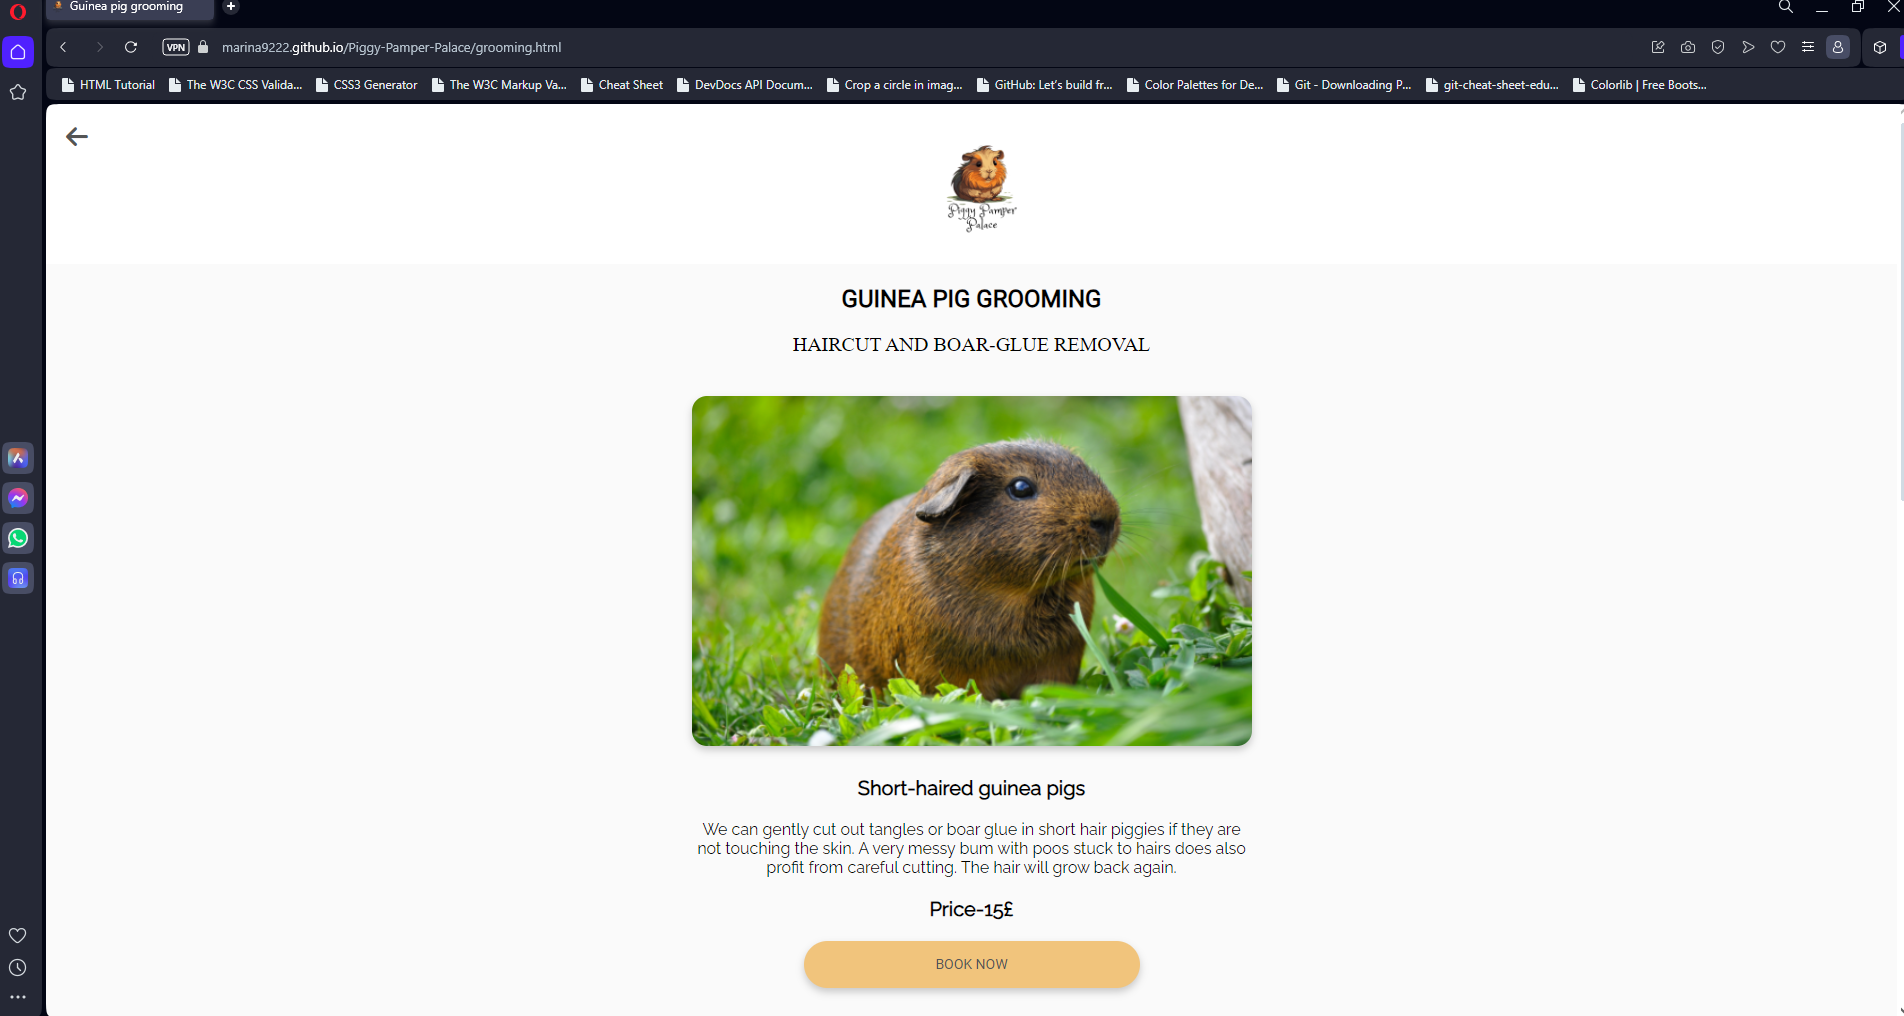 Guinea pig grooming
VPN marina9222.github.io/Piggy-Pamper-Palace/grooming.html
HTML Tutorial The W3C CSS Valida... CSS3 Generator The W3C Markup Va... Cheat Sheet DevDocs API Docum... Crop a circle in imag... GitHub: Let's build fr... Color Palettes for De... Git - Downloading P... git-cheat-sheet-edu... Colorlib | Free Boots...
Piggy Pamper
Palace
GUINEA PIG GROOMING
HAIRCUT AND BOAR-GLUE REMOVAL
Short-haired guinea pigs
We can gently cut out tangles or boar glue in short hair piggies if they are
not touching the skin. A very messy bum with poos stuck to hairs does also
profit from careful cutting. The hair will grow back again.
Price-15£
BOOK NOW